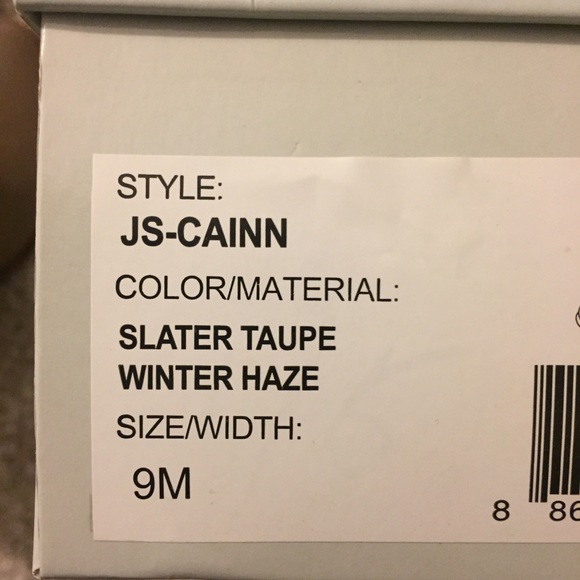 STYLE:
JS-CAINN
COLOR/MATERIAL:
SLATER TAUPE
WINTER HAZE
SIZE/WIDTH:
9M
8 86